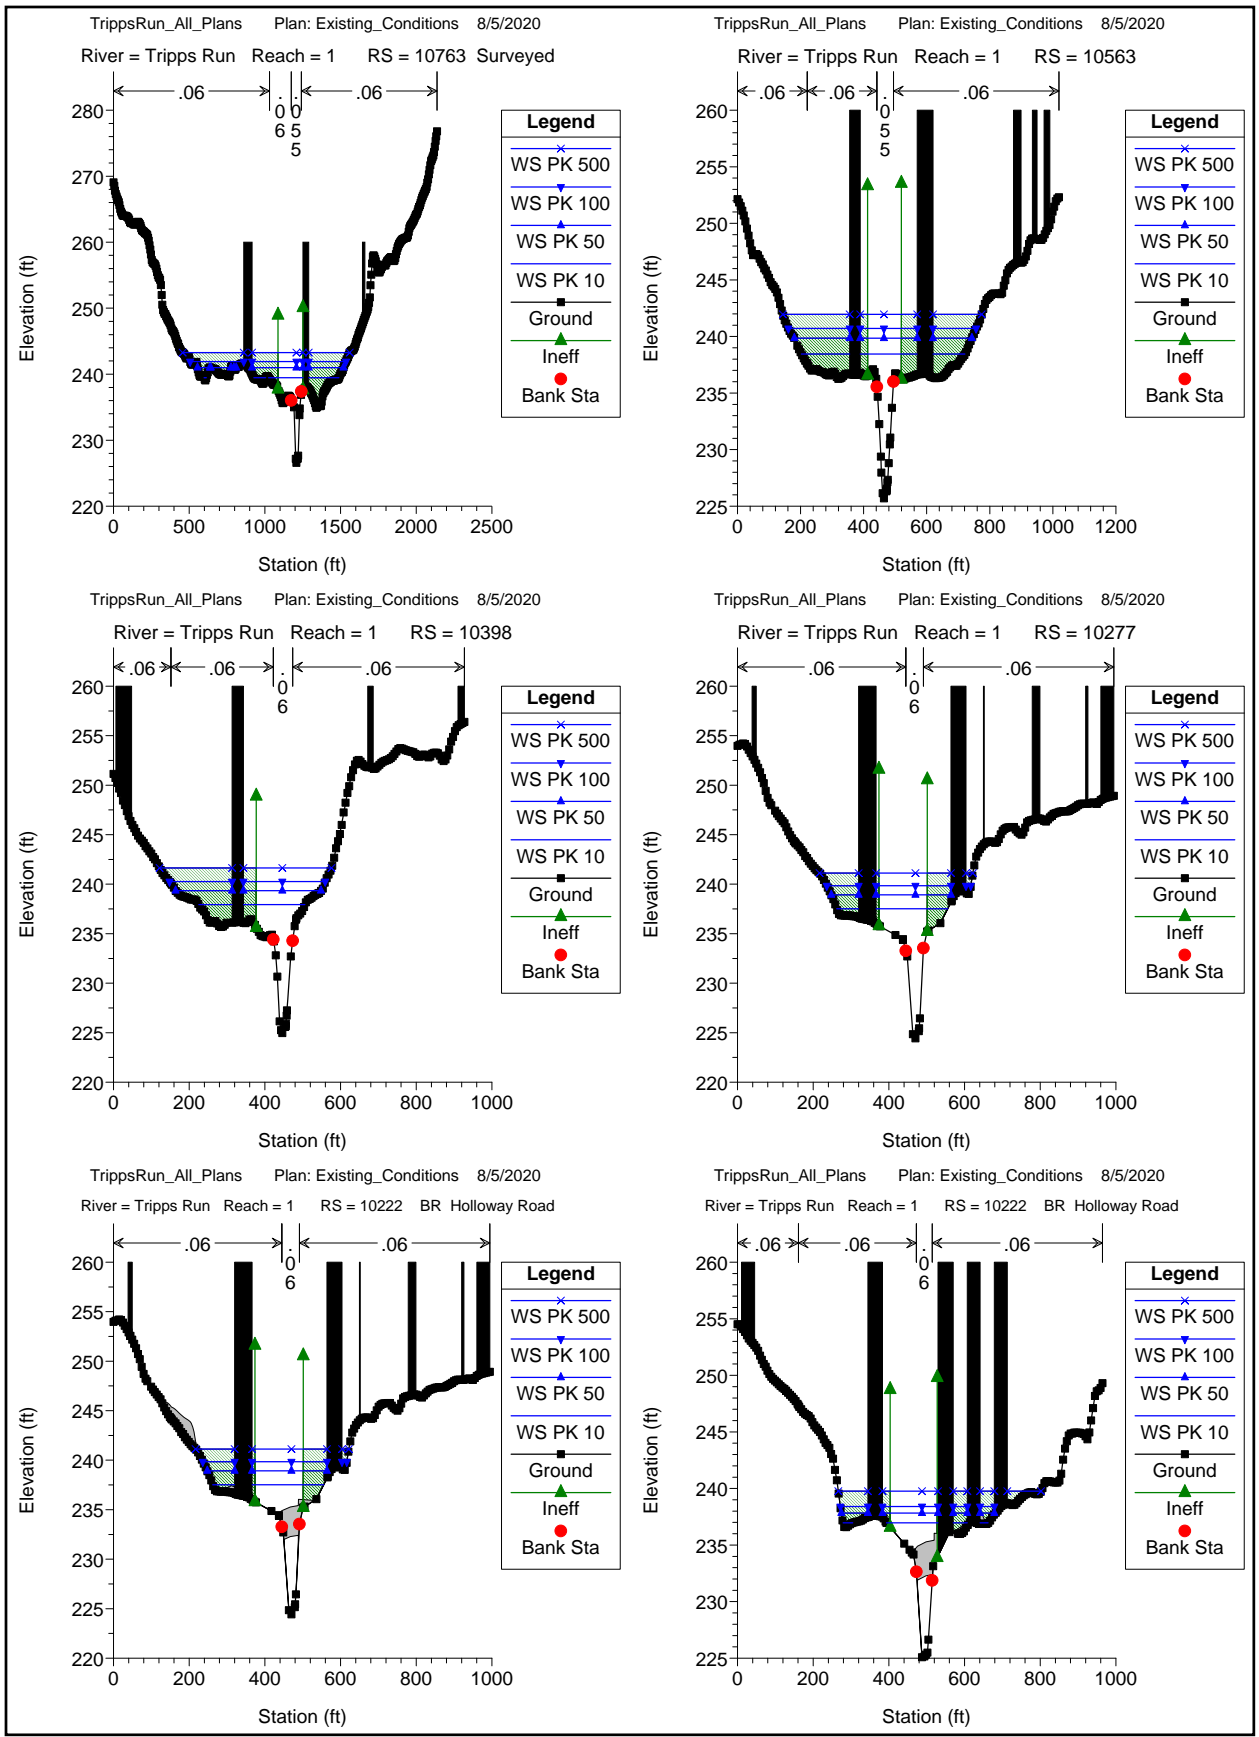 TrippsRun_All_Plans Plan: Existing_Conditions 8/5/2020
River = Tripps Run Reach = 1 RS = 10763 Surveyed
.06 .06 .055 .06
Elevation (ft)
280
270
260
250
240
230
220
0 500 1000 1500 2000 2500
Station (ft)
Legend
WS PK 500
WS PK 100
WS PK 50
WS PK 10
Ground
Ineff
Bank Sta
TrippsRun_All_Plans Plan: Existing_Conditions 8/5/2020
River = Tripps Run Reach = 1 RS = 10563
.06 .06 .055 .06
Elevation (ft)
260
255
250
245
240
235
230
225
0 200 400 600 800 1000 1200
Station (ft)
Legend
WS PK 500
WS PK 100
WS PK 50
WS PK 10
Ground
Ineff
Bank Sta
TrippsRun_All_Plans Plan: Existing_Conditions 8/5/2020
River = Tripps Run Reach = 1 RS = 10398
.06 .06 .06 .06
Elevation (ft)
260
255
250
245
240
235
230
225
220
0 200 400 600 800 1000
Station (ft)
Legend
WS PK 500
WS PK 100
WS PK 50
WS PK 10
Ground
Ineff
Bank Sta
TrippsRun_All_Plans Plan: Existing_Conditions 8/5/2020
River = Tripps Run Reach = 1 RS = 10277
.06 .06 .06
Elevation (ft)
260
255
250
245
240
235
230
225
220
0 200 400 600 800 1000
Station (ft)
Legend
WS PK 500
WS PK 100
WS PK 50
WS PK 10
Ground
Ineff
Bank Sta
TrippsRun_All_Plans Plan: Existing_Conditions 8/5/2020
River = Tripps Run Reach = 1 RS = 10222 BR Holloway Road
.06 .06 .06
Elevation (ft)
260
255
250
245
240
235
230
225
220
0 200 400 600 800 1000
Station (ft)
Legend
WS PK 500
WS PK 100
WS PK 50
WS PK 10
Ground
Ineff
Bank Sta
TrippsRun_All_Plans Plan: Existing_Conditions 8/5/2020
River = Tripps Run Reach = 1 RS = 10222 BR Holloway Road
.06 .06 .06 .06
Elevation (ft)
260
255
250
245
240
235
230
225
0 200 400 600 800 1000 1200
Station (ft)
Legend
WS PK 500
WS PK 100
WS PK 50
WS PK 10
Ground
Ineff
Bank Sta